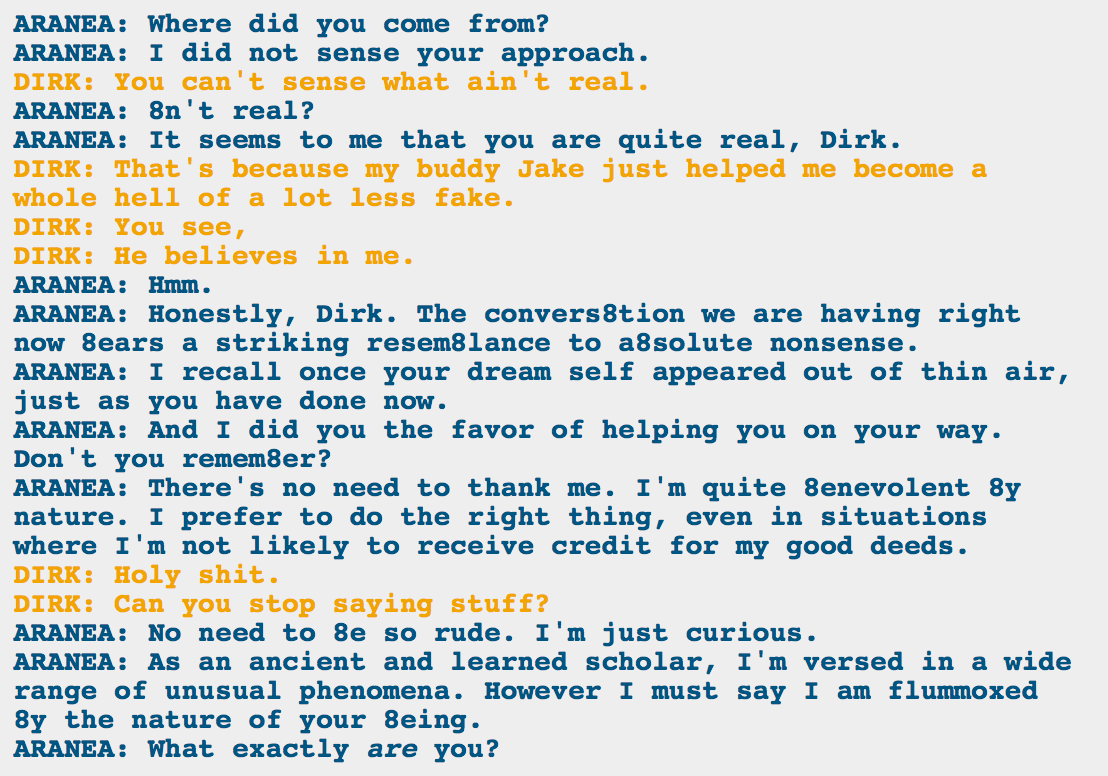 ARANEA: Where did you come from?
ARANEA: I did not sense your approach.
DIRK: You can't sense what ain't real.
ARANEA: 8n't real?
ARANEA: It seems to me that you are quite real, Dirk.
DIRK: That's because my buddy Jake just helped me become a
whole hell of a lot less fake.
DIRK: You see,
DIRK: He believes in me.
ARANEA: Hmm.
ARANEA: Honestly, Dirk. The convers8tion we are having right
now 8ears a striking resem8lance to a8solute nonsense.
ARANEA: I recall once your dream self appeared out of thin air,
just as you have done now.
ARANEA: And I did you the favor of helping you on your way.
Don't you remem8er?
ARANEA: There's no need to thank me. I'm quite 8enevolent 8y
nature. I prefer to do the right thing, even in situations
where I'm not likely to receive credit for my good deeds.
DIRK: Holy shit.
DIRK: Can you stop saying stuff?
ARANEA: No need to 8e so rude. I'm just curious.
ARANEA: As an ancient and learned scholar, I'm versed in a wide
range of unusual phenomena. However I must say I am flummoxed
8y the nature of your 8eing.
ARANEA: What exactly are you?